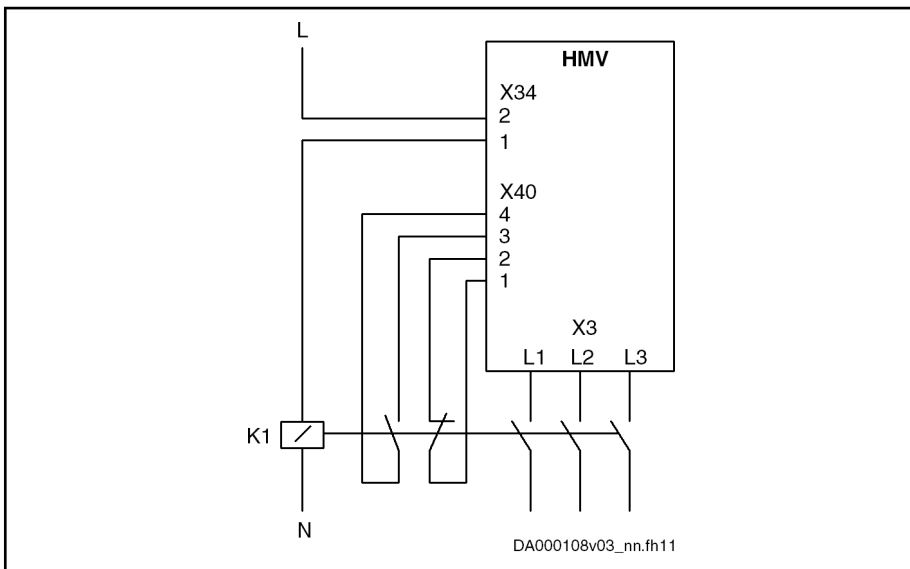 L
HMV
X34
2
1
X40
4
3
2
1
X3
L1 L2 L3
K1
N
DA000108v03_nn.fh11